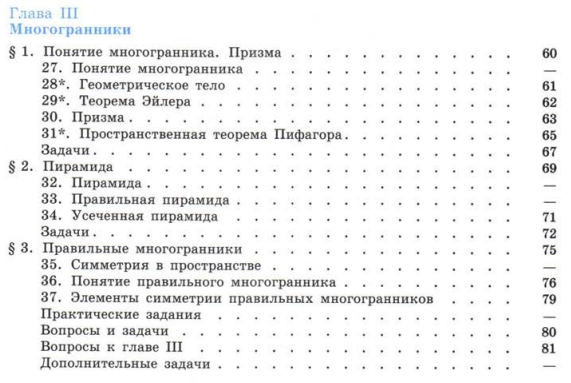 Глава III
Многогранники
§ 1. Понятие многогранника. Призма . . . . . . . . . . . . . . . . 60
27. Понятие многогранника . . . . . . . . . . . . . . . . —
28*. Геометрическое тело . . . . . . . . . . . . . . . . 61
29*. Теорема Эйлера . . . . . . . . . . . . . . . . 62
30. Призма . . . . . . . . . . . . . . . . 63
31*. Пространственная теорема Пифагора . . . . . . . . . . 65
Задачи . . . . . . . . . . . . . . . . 67
§ 2. Пирамида . . . . . . . . . . . . . . . . 69
32. Пирамида . . . . . . . . . . . . . . . . —
33. Правильная пирамида . . . . . . . . . . . . . . . . —
34. Усеченная пирамида . . . . . . . . . . . . . . . . 71
Задачи . . . . . . . . . . . . . . . . 72
§ 3. Правильные многогранники . . . . . . . . . . . . . . . . 75
35. Симметрия в пространстве . . . . . . . . . . . . . . . . —
36. Понятие правильного многогранника . . . . . . . . . . . 76
37. Элементы симметрии правильных многогранников . . . . 79
Практические задания . . . . . . . . . . . . . . . . —
Вопросы и задачи . . . . . . . . . . . . . . . . 80
Вопросы к главе III . . . . . . . . . . . . . . . . 81
Дополнительные задачи . . . . . . . . . . . . . . . . —